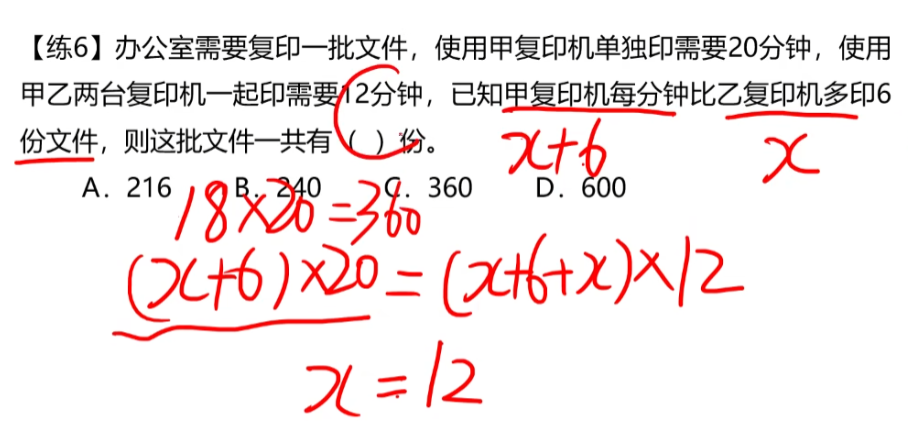 【练6】办公室需要复印一批文件，使用甲复印机单独印需要20分钟，使用
甲乙两台复印机一起印需要12分钟，已知甲复印机每分钟比乙复印机多印6
份文件，则这批文件一共有（ ）份。
x+6 x
A. 216 B. 240 C. 360 D. 600
18×20=360
(x+6)×20=(x+6+x)×12
x=12